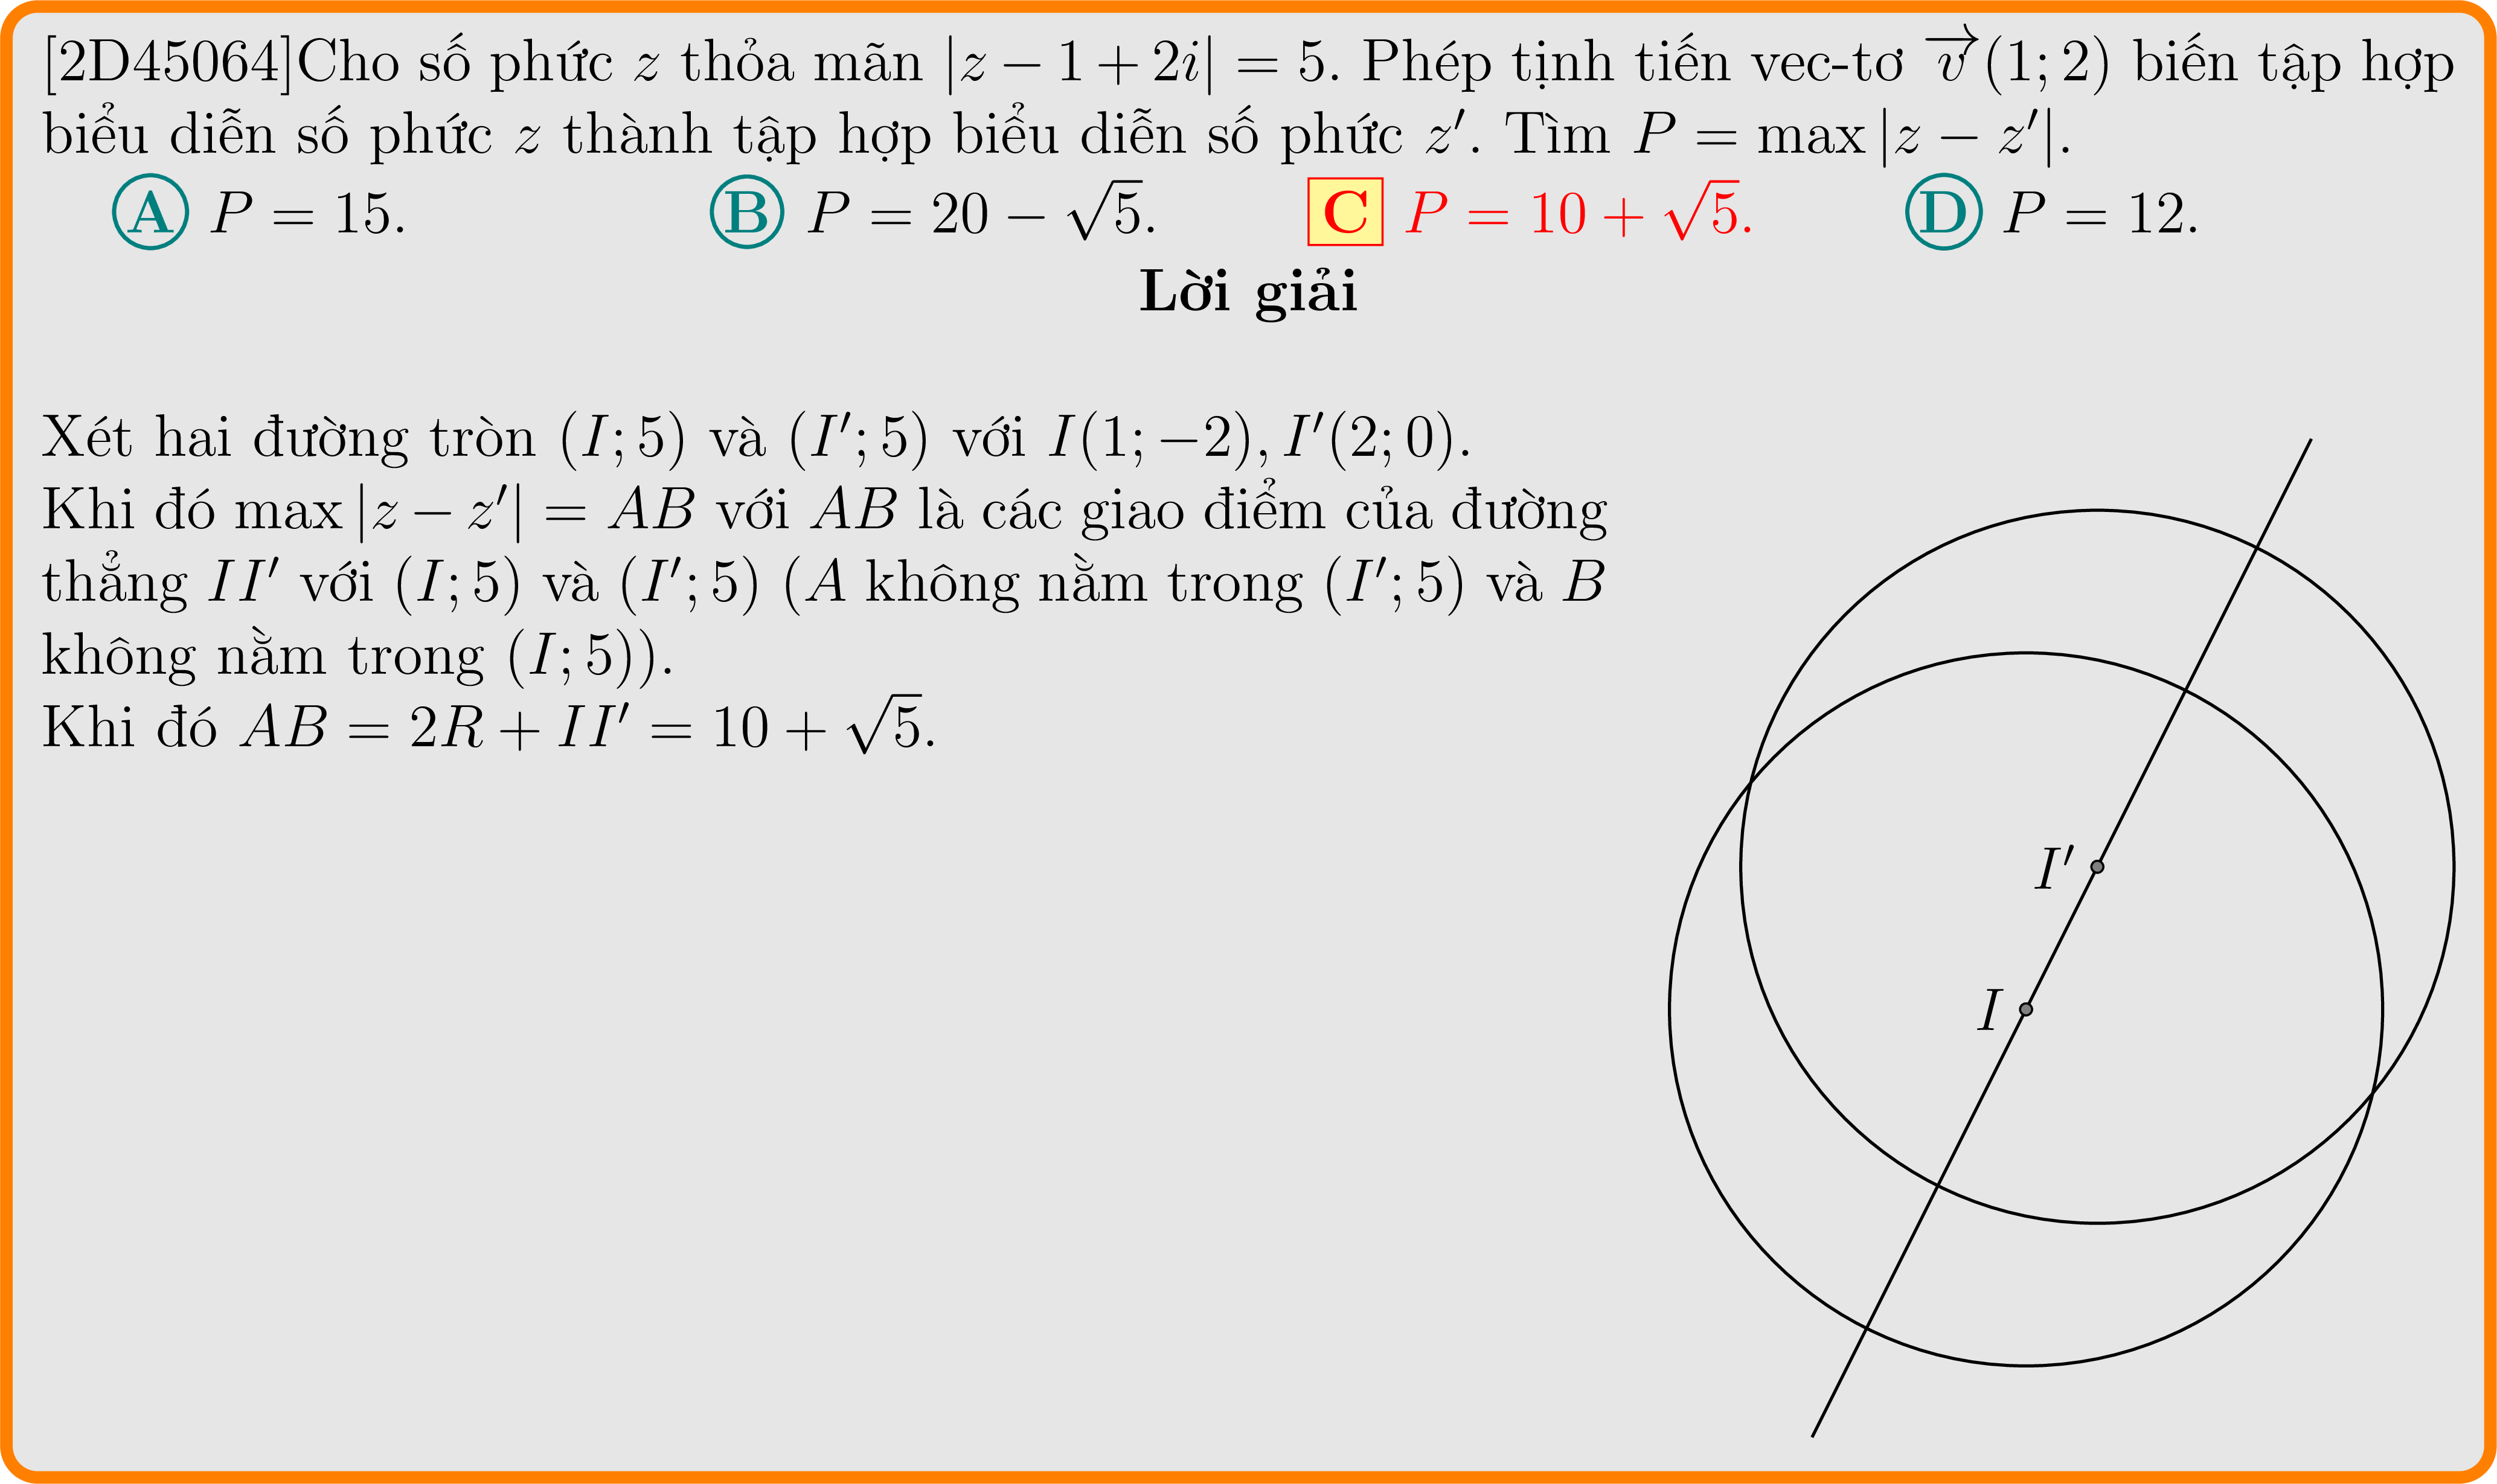 [2D45064]Cho số phức z thỏa mãn |z − 1 + 2i| = 5. Phép tịnh tiến vec-tơ v⃗(1; 2) biến tập hợp
biểu diễn số phức z thành tập hợp biểu diễn số phức z′. Tìm P = max |z − z′|.
A P = 15. B P = 20 − √5. C P = 10 + √5. D P = 12.
Lời giải
Xét hai đường tròn (I; 5) và (I′; 5) với I(1; −2), I′(2; 0).
Khi đó max |z − z′| = AB với AB là các giao điểm của đường
thẳng II′ với (I; 5) và (I′; 5) (A không nằm trong (I′; 5) và B
không nằm trong (I; 5)).
Khi đó AB = 2R + II′ = 10 + √5.
I′
I